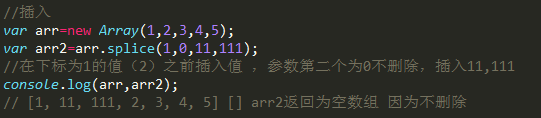 //插入
var arr=new Array(1,2,3,4,5);
var arr2=arr.splice(1,0,11,111);
//在下标为1的值（2）之前插入值 ，参数第二个为0不删除，插入11,111
console.log(arr,arr2);
// [1, 11, 111, 2, 3, 4, 5] [] arr2返回为空数组 因为不删除